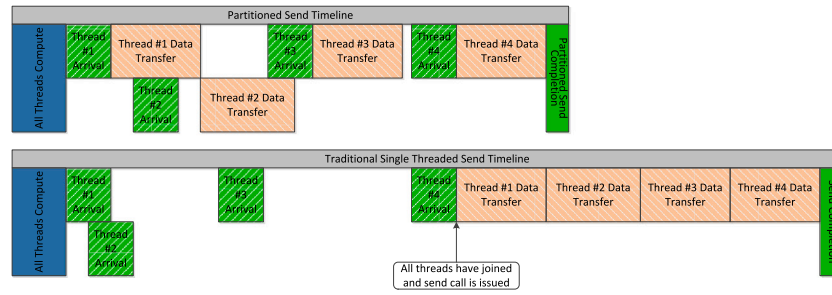 Partitioned Send Timeline
All Threads Compute
Thread
#1
Arrival
Thread #1 Data
Transfer
Thread
#2
Arrival
Thread #2 Data
Transfer
Thread
#3
Arrival
Thread #3 Data
Transfer
Thread
#4
Arrival
Thread #4 Data
Transfer
Partitioned Send
Completion
Traditional Single Threaded Send Timeline
All Threads Compute
Thread
#1
Arrival
Thread
#2
Arrival
Thread
#3
Arrival
Thread
#4
Arrival
Thread #1 Data
Transfer
Thread #2 Data
Transfer
Thread #3 Data
Transfer
Thread #4 Data
Transfer
Send Completion
All threads have joined
and send call is issued